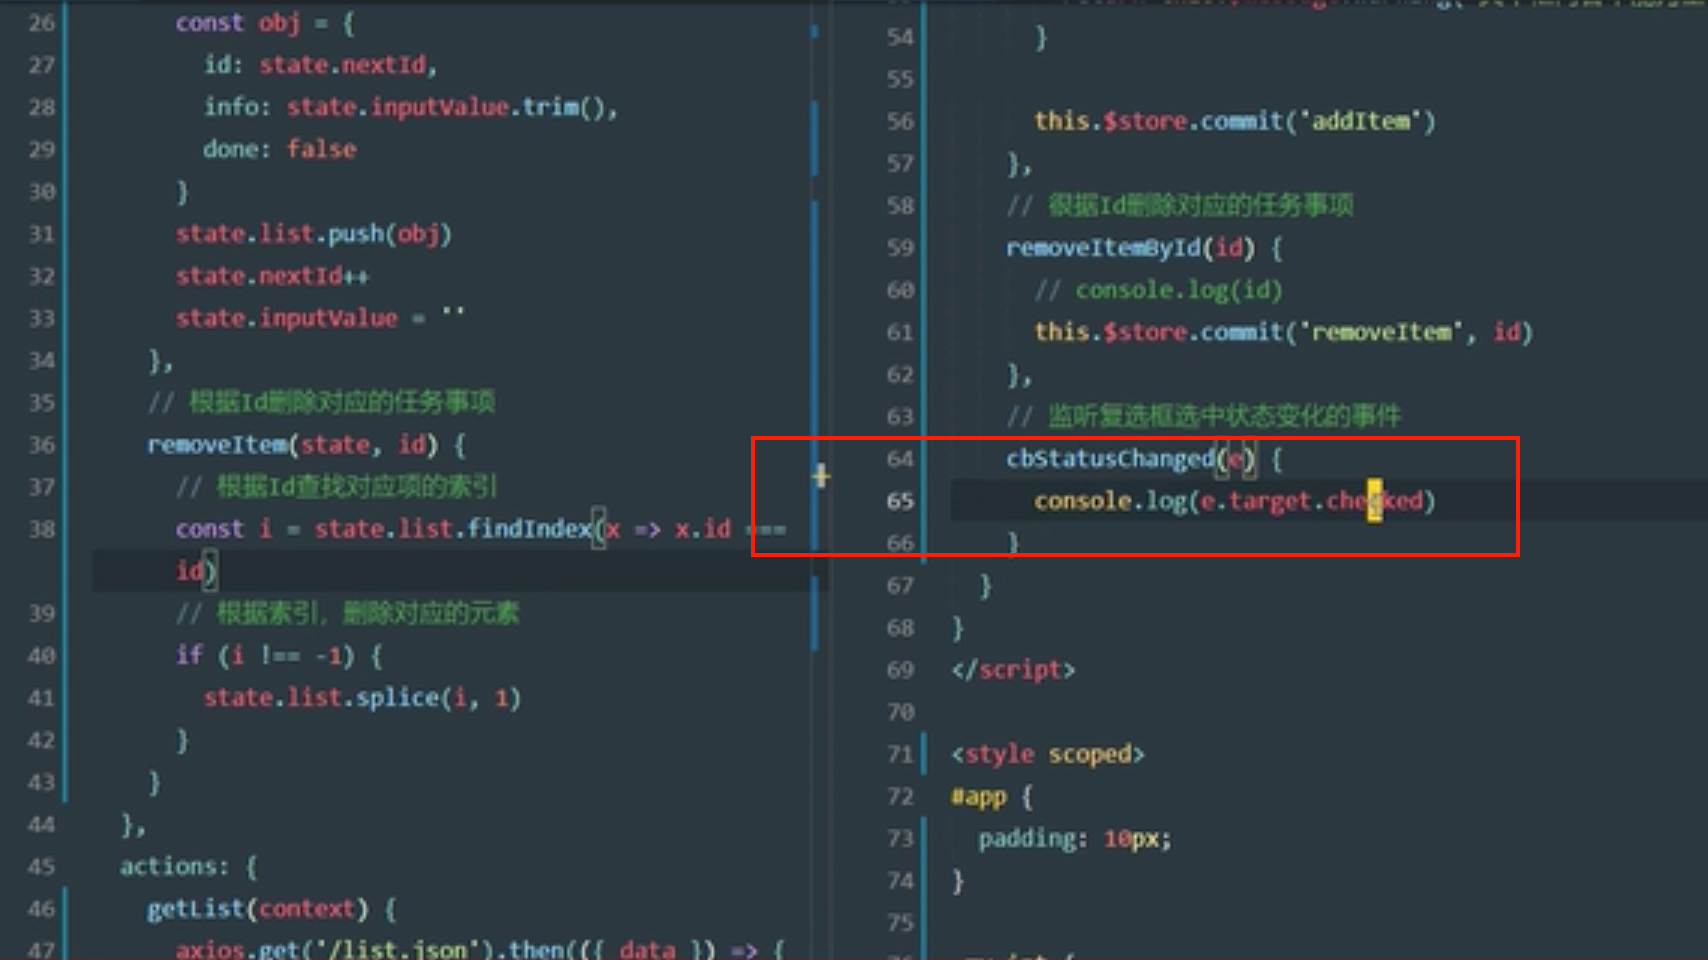 26 const obj = {
27 id: state.nextId,
28 info: state.inputValue.trim(),
29 done: false
30 }
31 state.list.push(obj)
32 state.nextId++
33 state.inputValue = ''
34 },
35 // 根据Id删除对应的任务事项
36 removeItem(state, id) {
37 // 根据Id查找对应项的索引
38 const i = state.list.findIndex(x => x.id ===
id)
39 // 根据索引，删除对应的元素
40 if (i !== -1) {
41 state.list.splice(i, 1)
42 }
43 }
44 },
45 actions: {
46 getList(context) {
47 axios.get('/list.json').then(({ data }) => {
54 }
55
56 this.$store.commit('addItem')
57 },
58 // 很据Id删除对应的任务事项
59 removeItemById(id) {
60 // console.log(id)
61 this.$store.commit('removeItem', id)
62 },
63 // 监听复选框选中状态变化的事件
64 cbStatusChanged(e) {
65 console.log(e.target.checked)
66 }
67 }
68 }
69 </script>
70
71 <style scoped>
72 #app {
73 padding: 10px;
74 }
75